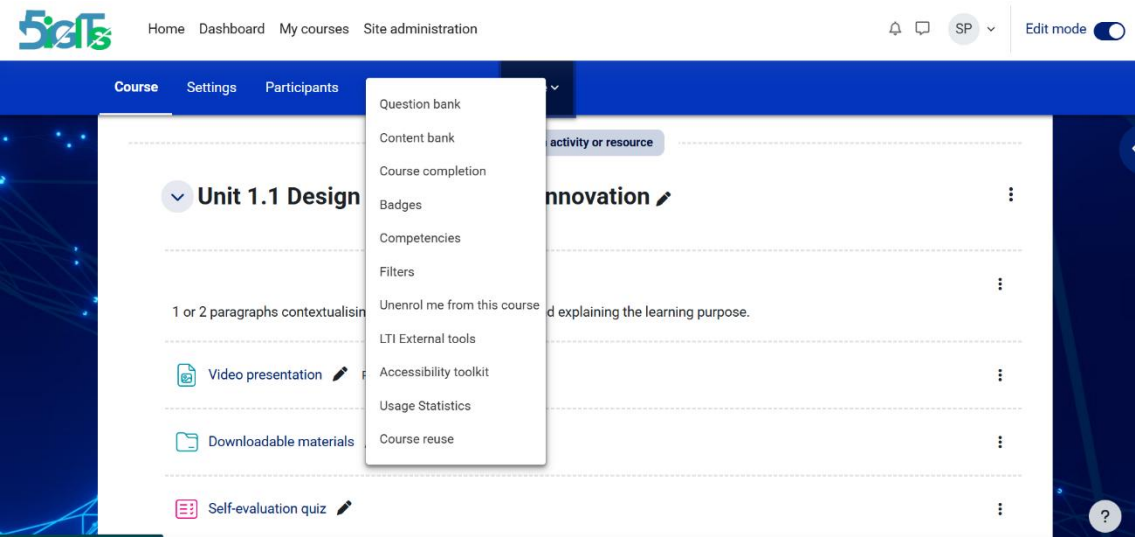 5GITs
Home Dashboard My courses Site administration
SP
Edit mode
Course Settings Participants
Question bank
Content bank
activity or resource
Course completion
Unit 1.1 Design
Badges
Competencies
Filters
Unenrol me from this course
1 or 2 paragraphs
explaining the learning purpose.
LTI External tools
Video presentation
Accessibility toolkit
Usage Statistics
Downloadable materials
Course reuse
Self-evaluation quiz
?